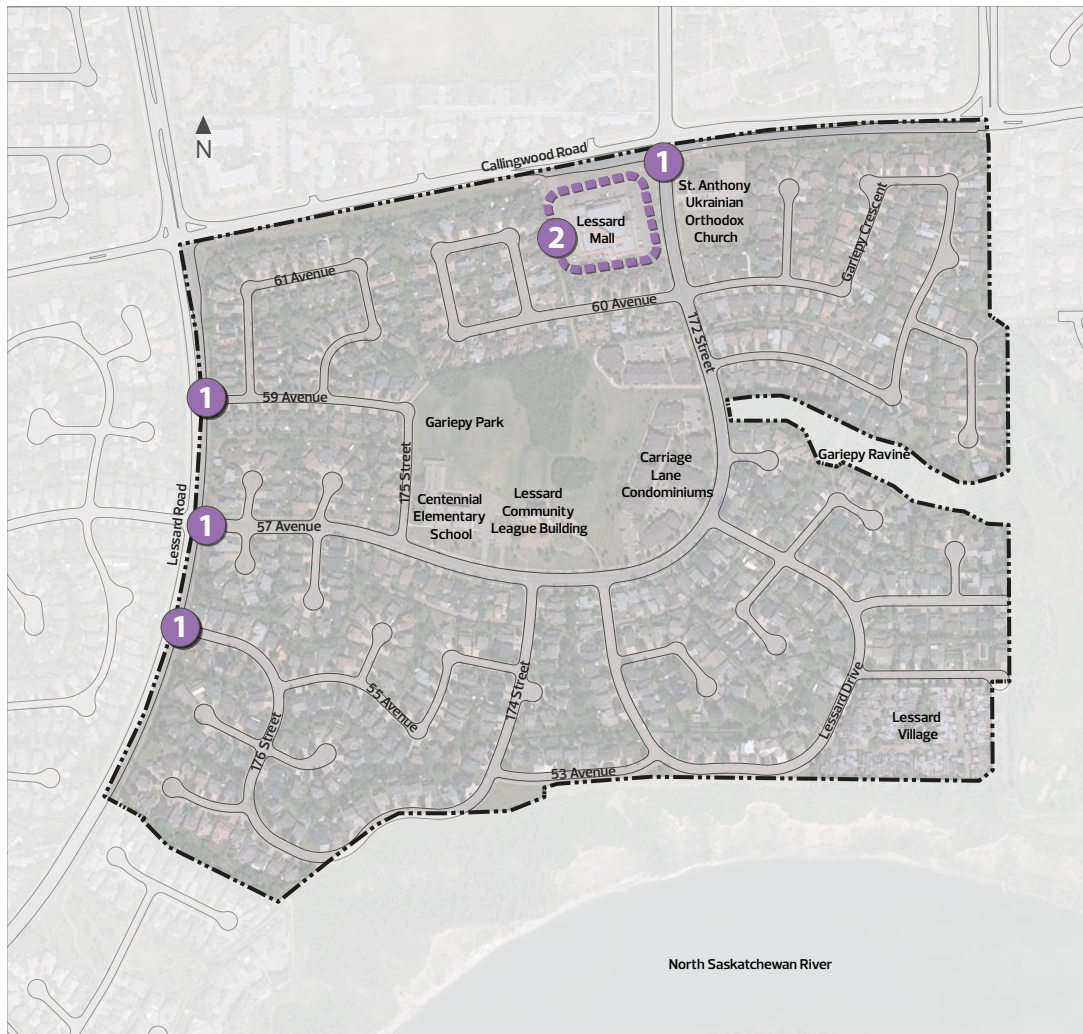 N
Callingwood Road
1
St. Anthony
Ukrainian
Orthodox
Church
Lessard
Mall
2
Gariepy Crescent
61 Avenue
60 Avenue
172 Street
1
59 Avenue
Gariepy Park
175 Street
Carriage
Lane
Condominiums
Gariepy Ravine
Centennial
Elementary
School
Lessard
Community
League Building
Lessard Road
1
57 Avenue
1
55 Avenue
174 Street
176 Street
Lessard Drive
Lessard
Village
53 Avenue
North Saskatchewan River